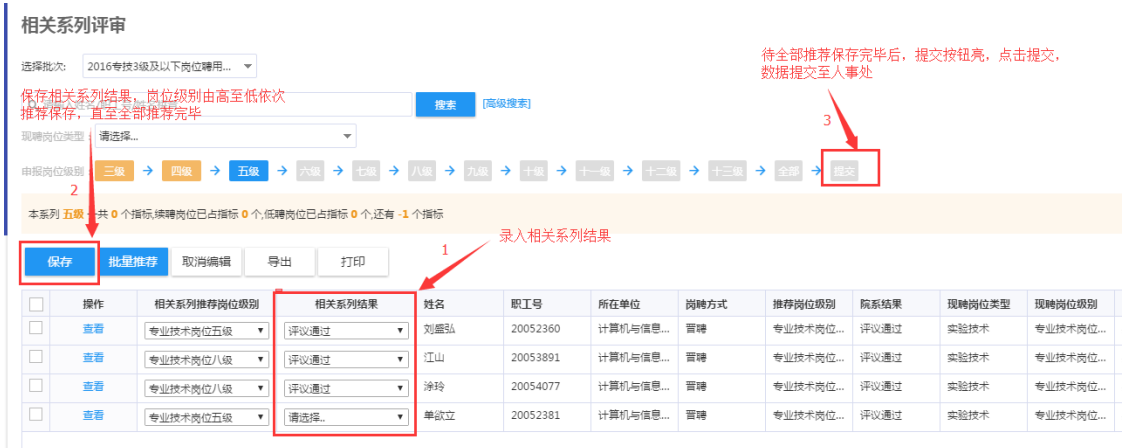 相关系列评审
待全部推荐保存完毕后，提交按钮亮，点击提交，
数据提交至人事处
选择批次: 2016专技3级及以下岗位聘用...
保存相关系列结果，岗位级别由高至低依次
推荐保存，直至全部推荐完毕
搜索 [高级搜索]
3
现聘岗位类型: 请选择...
申报岗位级别: 三级 → 四级 → 五级 → 六级 → 七级 → 八级 → 九级 → 十级 → 十一级 → 十二级 → 十三级 → 全部 → 提交
2
本系列 五级 一共 0 个指标,续聘岗位已占指标 0 个,低聘岗位已占指标 0 个,还有 -1 个指标
1 录入相关系列结果
保存 批量推荐 取消编辑 导出 打印
操作 相关系列推荐岗位级别 相关系列结果 姓名 职工号 所在单位 岗聘方式 推荐岗位级别 院系结果 现聘岗位类型 现聘岗位级别
查看 专业技术岗位五级 评议通过 刘盛弘 20052360 计算机与信息... 晋聘 专业技术岗位... 评议通过 实验技术 专业技术岗位...
查看 专业技术岗位八级 评议通过 江山 20053891 计算机与信息... 晋聘 专业技术岗位... 评议通过 实验技术 专业技术岗位...
查看 专业技术岗位八级 评议通过 涂玲 20054077 计算机与信息... 晋聘 专业技术岗位... 评议通过 实验技术 专业技术岗位...
查看 专业技术岗位五级 请选择.. 单欲立 20052381 计算机与信息... 晋聘 专业技术岗位... 评议通过 实验技术 专业技术岗位...